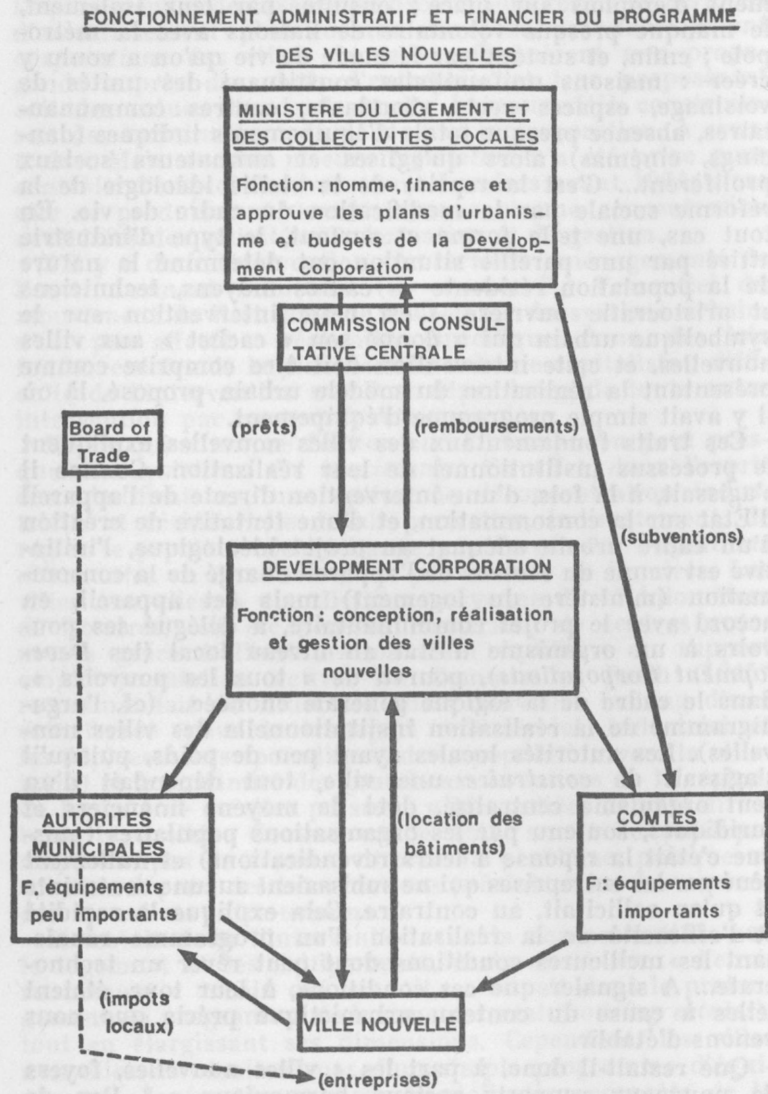 FONCTIONNEMENT ADMINISTRATIF ET FINANCIER DU PROGRAMME
DES VILLES NOUVELLES
MINISTERE DU LOGEMENT ET
DES COLLECTIVITES LOCALES
Fonction : nomme, finance et
approuve les plans d'urbanis–
me et budgets de la Develop–
ment Corporation
COMMISSION CONSUL–
TATIVE CENTRALE
Board of
Trade
(prêts)
(remboursements)
(subventions)
DEVELOPMENT CORPORATION
Fonction : conception, réalisation
et gestion des villes
nouvelles
AUTORITES
MUNICIPALES
F : équipements
peu importants
(location des
bâtiments)
COMTES
F : équipements
importants
(impots
locaux)
VILLE NOUVELLE
(entreprises)